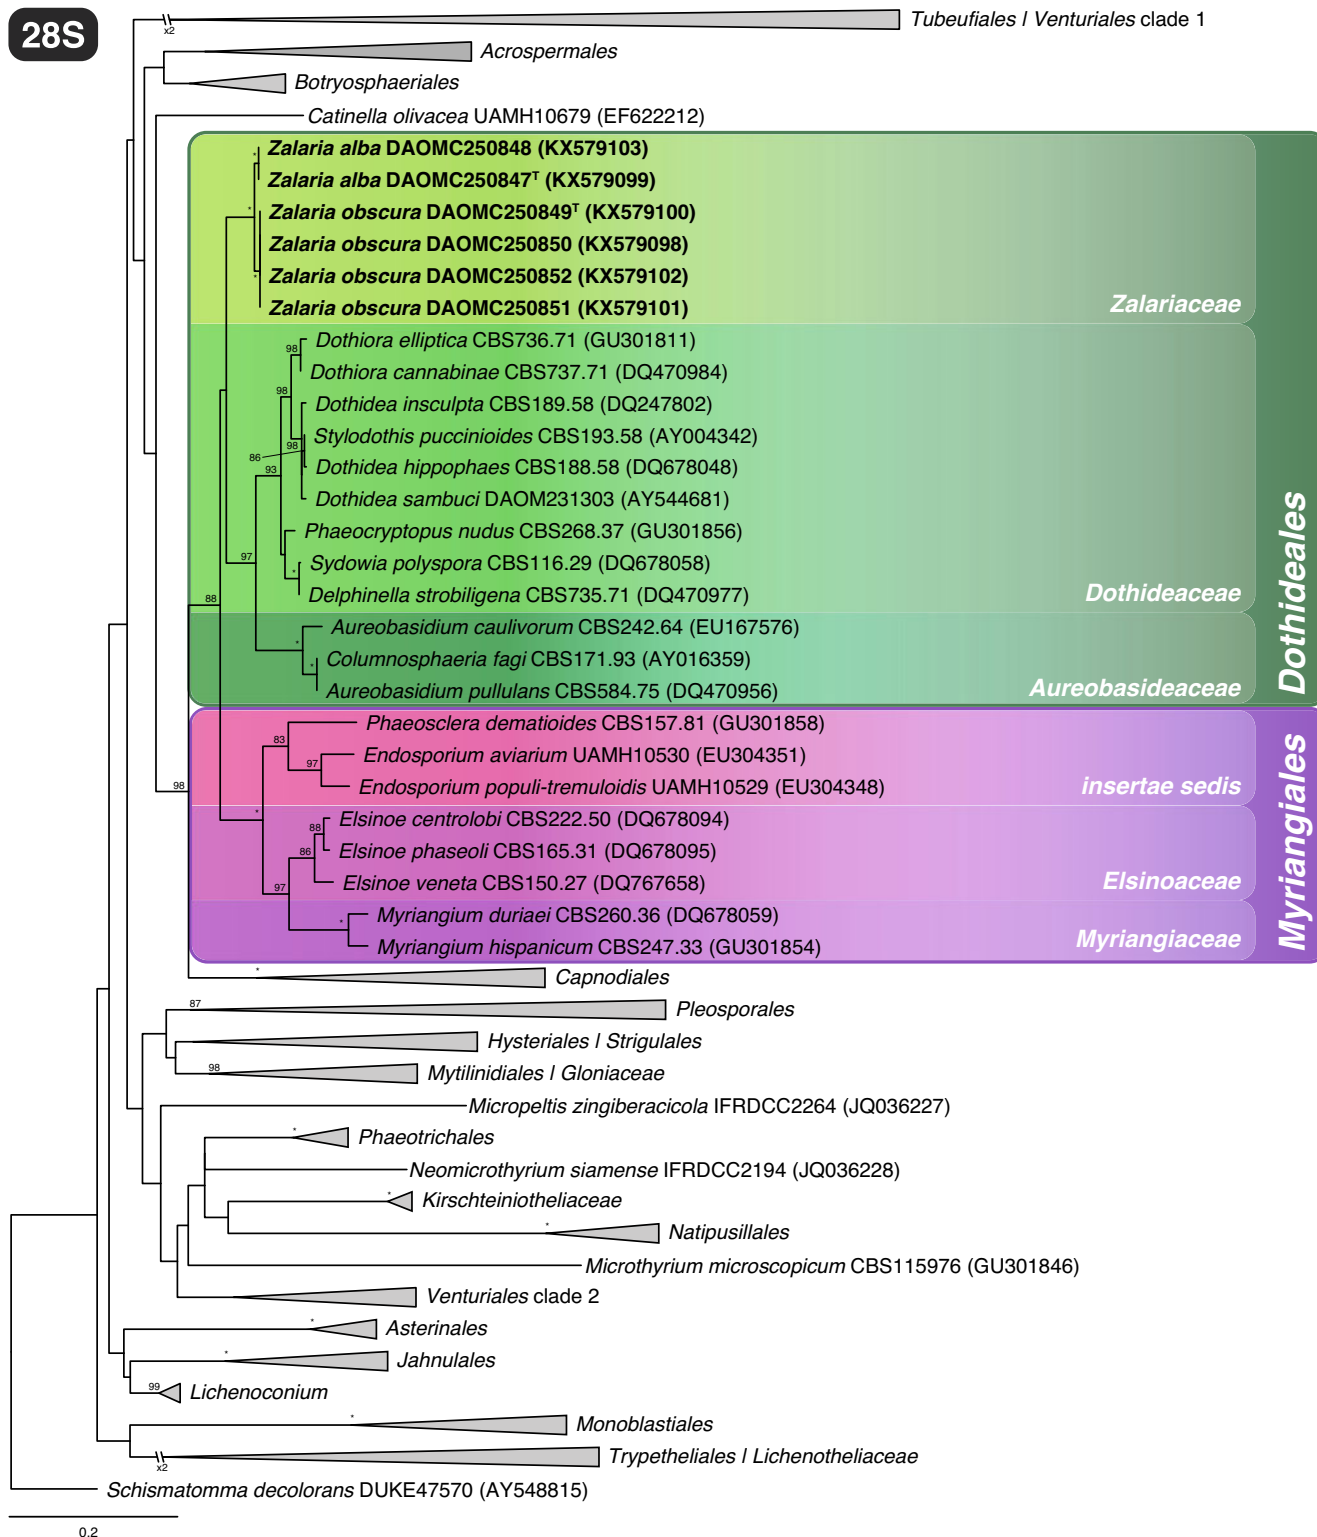 28S
x2
Tubeufiales / Venturiales clade 1
Acrospermales
Botryosphaeriales
Catinella olivacea UAMH10679 (EF622212)
* Zalaria alba DAOMC250848 (KX579103)
Zalaria alba DAOMC250847ᵀ (KX579099)
* Zalaria obscura DAOMC250849ᵀ (KX579100)
Zalaria obscura DAOMC250850 (KX579098)
* Zalaria obscura DAOMC250852 (KX579102)
Zalaria obscura DAOMC250851 (KX579101)
Zalariaceae
Dothiora elliptica CBS736.71 (GU301811)
98
Dothiora cannabinae CBS737.71 (DQ470984)
98
Dothidea insculpta CBS189.58 (DQ247802)
Stylodothis puccinioides CBS193.58 (AY004342)
98
86
Dothidea hippophaes CBS188.58 (DQ678048)
93
Dothidea sambuci DAOM231303 (AY544681)
Phaeocryptopus nudus CBS268.37 (GU301856)
97
Sydowia polyspora CBS116.29 (DQ678058)
*
Delphinella strobiligena CBS735.71 (DQ470977)
Dothideaceae
88
Aureobasidium caulivorum CBS242.64 (EU167576)
*
Columnosphaeria fagi CBS171.93 (AY016359)
*
Aureobasidium pullulans CBS584.75 (DQ470956)
Aureobasideaceae
Dothideales
Phaeosclera dematioides CBS157.81 (GU301858)
83
Endosporium aviarium UAMH10530 (EU304351)
97
Endosporium populi-tremuloidis UAMH10529 (EU304348)
insertae sedis
98
*
Elsinoe centrolobi CBS222.50 (DQ678094)
88
Elsinoe phaseoli CBS165.31 (DQ678095)
86
Elsinoe veneta CBS150.27 (DQ767658)
Elsinoaceae
97
Myriangium duriaei CBS260.36 (DQ678059)
*
Myriangium hispanicum CBS247.33 (GU301854)
Myriangiaceae
Myriangiales
* Capnodiales
87 Pleosporales
Hysteriales / Strigulales
98 Mytilinidiales / Gloniaceae
Micropeltis zingiberacicola IFRDCC2264 (JQ036227)
* Phaeotrichales
Neomicrothyrium siamense IFRDCC2194 (JQ036228)
* Kirschteiniotheliaceae
* Natipusillales
Microthyrium microscopicum CBS115976 (GU301846)
Venturiales clade 2
* Asterinales
* Jahnulales
99 Lichenoconium
* Monoblastiales
x2
Trypetheliales / Lichenotheliaceae
Schismatomma decolorans DUKE47570 (AY548815)
0.2